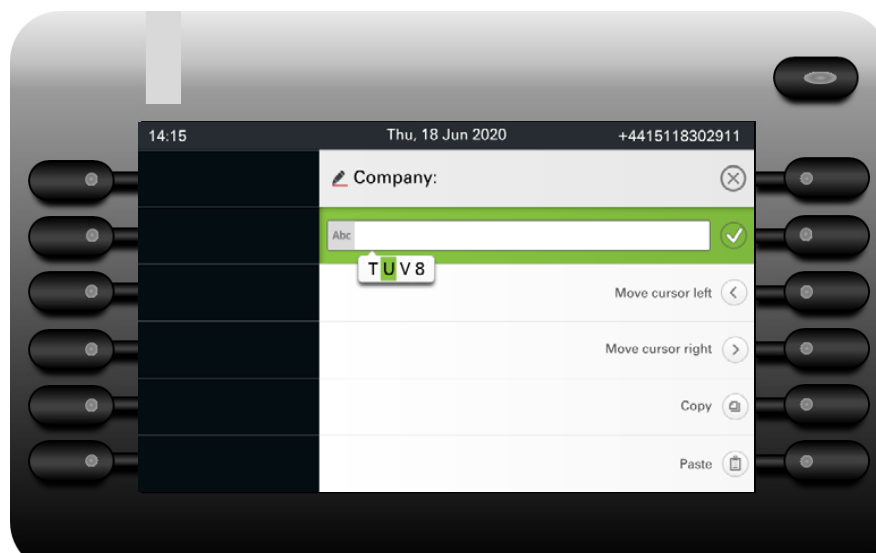 14:15 Thu, 18 Jun 2020 +4415118302911
Company:
Abc
T U V 8
Move cursor left
Move cursor right
Copy
Paste